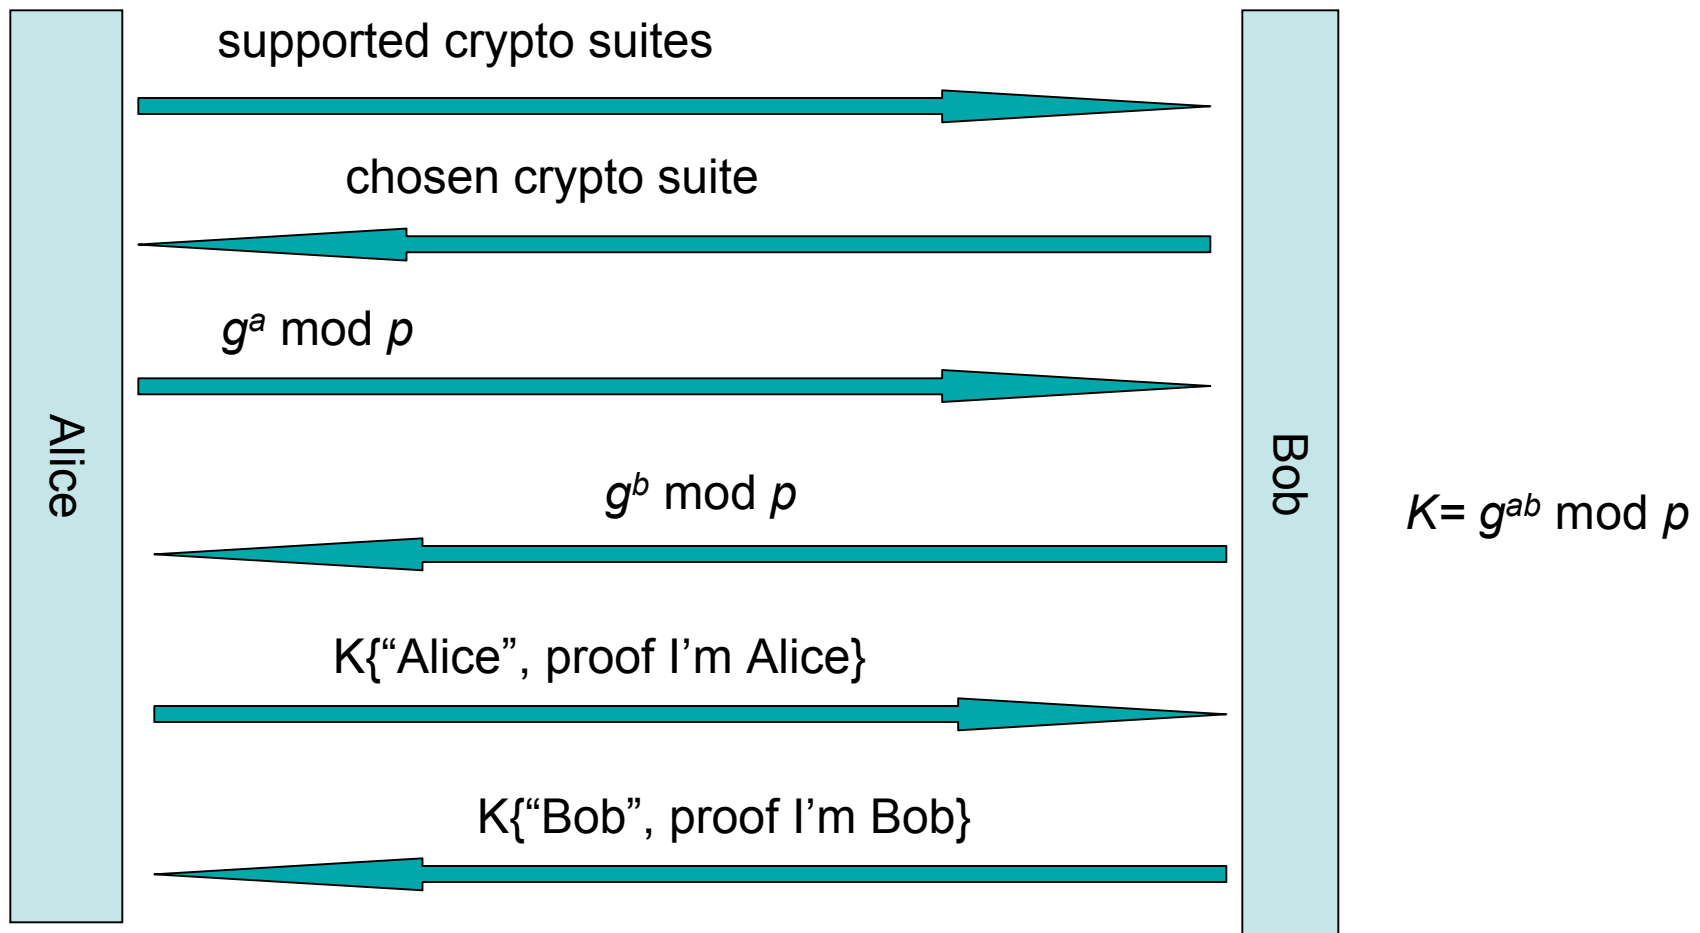 supported crypto suites
chosen crypto suite
gᵃ mod p
Alice
Bob
gᵇ mod p
K= gᵃᵇ mod p
K{“Alice”, proof I’m Alice}
K{“Bob”, proof I’m Bob}